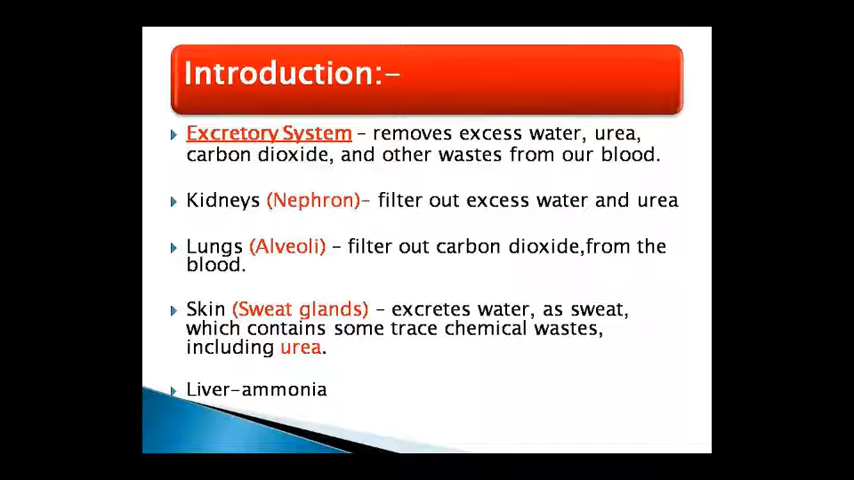 Introduction:-
Excretory System – removes excess water, urea,
carbon dioxide, and other wastes from our blood.
Kidneys (Nephron)– filter out excess water and urea
Lungs (Alveoli) – filter out carbon dioxide,from the
blood.
Skin (Sweat glands) – excretes water, as sweat,
which contains some trace chemical wastes,
including urea.
Liver-ammonia